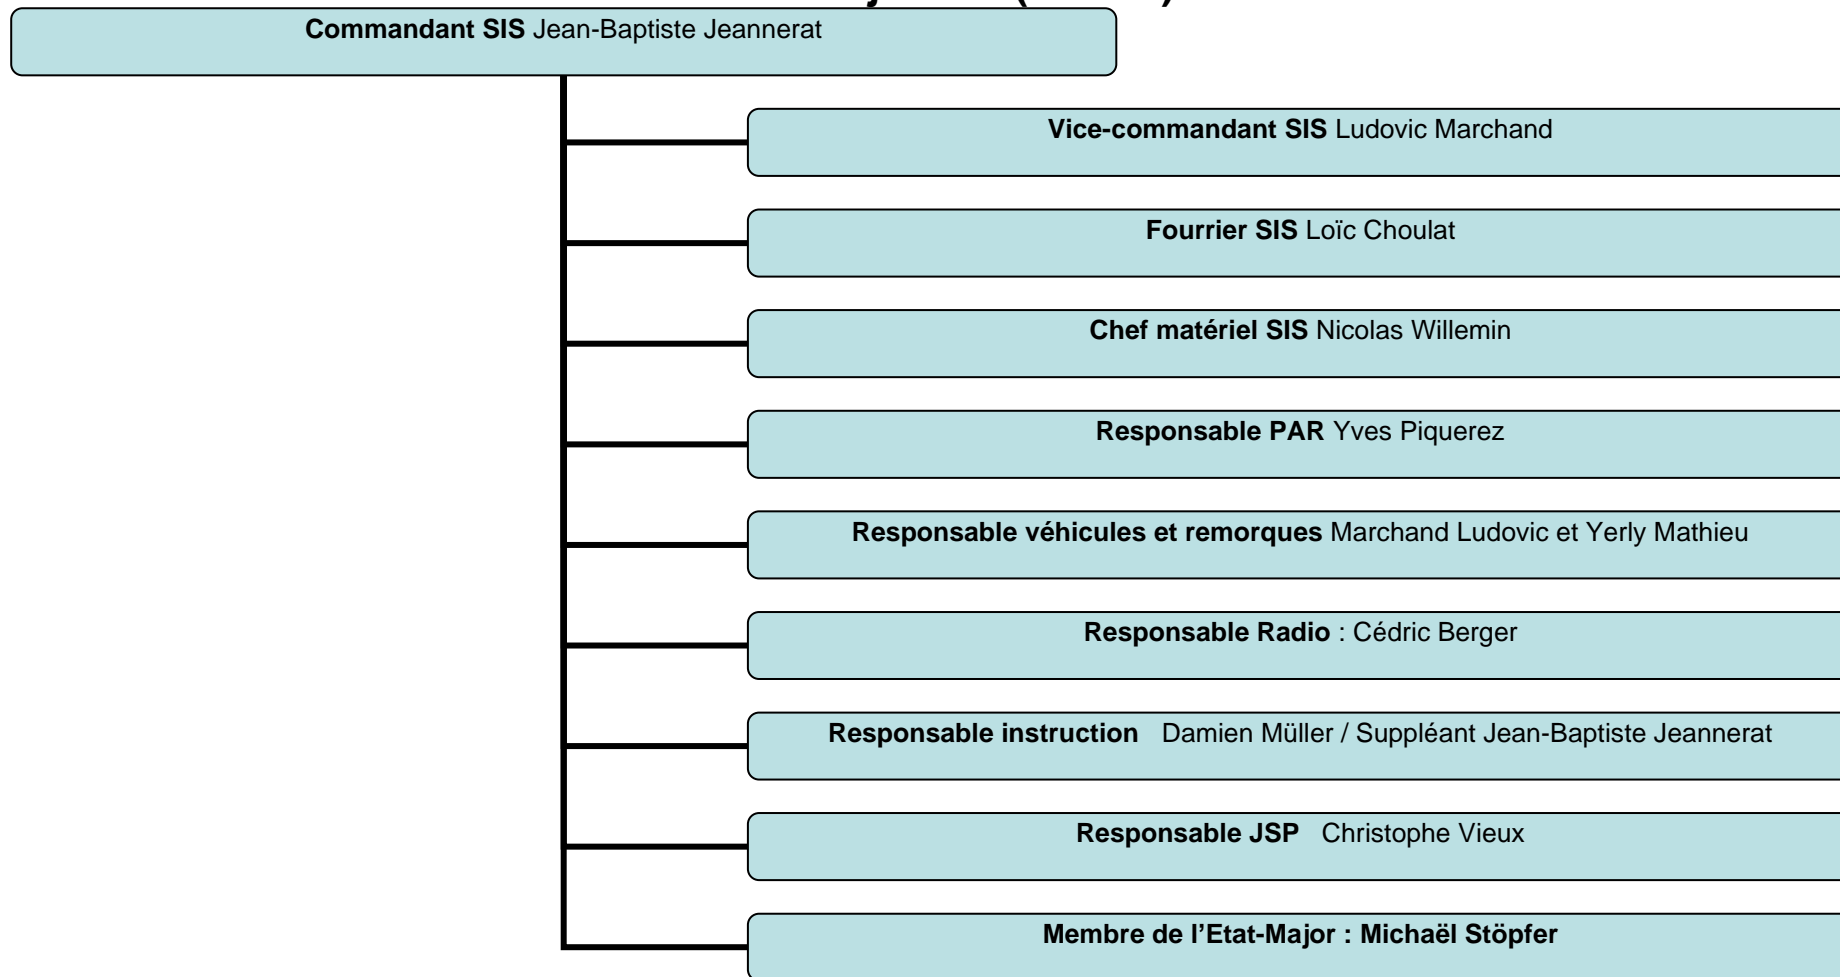 Commandant SIS Jean-Baptiste Jeannerat
Vice-commandant SIS Ludovic Marchand
Fourrier SIS Loïc Choulat
Chef matériel SIS Nicolas Willemin
Responsable PAR Yves Piquerez
Responsable véhicules et remorques Marchand Ludovic et Yerly Mathieu
Responsable Radio : Cédric Berger
Responsable instruction   Damien Müller / Suppléant Jean-Baptiste Jeannerat
Responsable JSP   Christophe Vieux
Membre de l'Etat-Major : Michaël Stöpfer